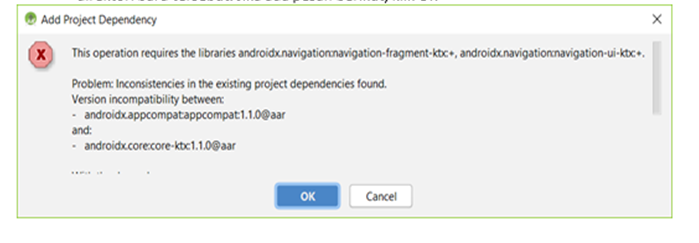 Add Project Dependency
This operation requires the libraries androidx.navigation:navigation-fragment-ktx:+, androidx.navigation:navigation-ui-ktx:+.
Problem: Inconsistencies in the existing project dependencies found.
Version incompatibility between:
- androidx.appcompat:appcompat:1.1.0@aar
and:
- androidx.core:core-ktx:1.1.0@aar
OK Cancel